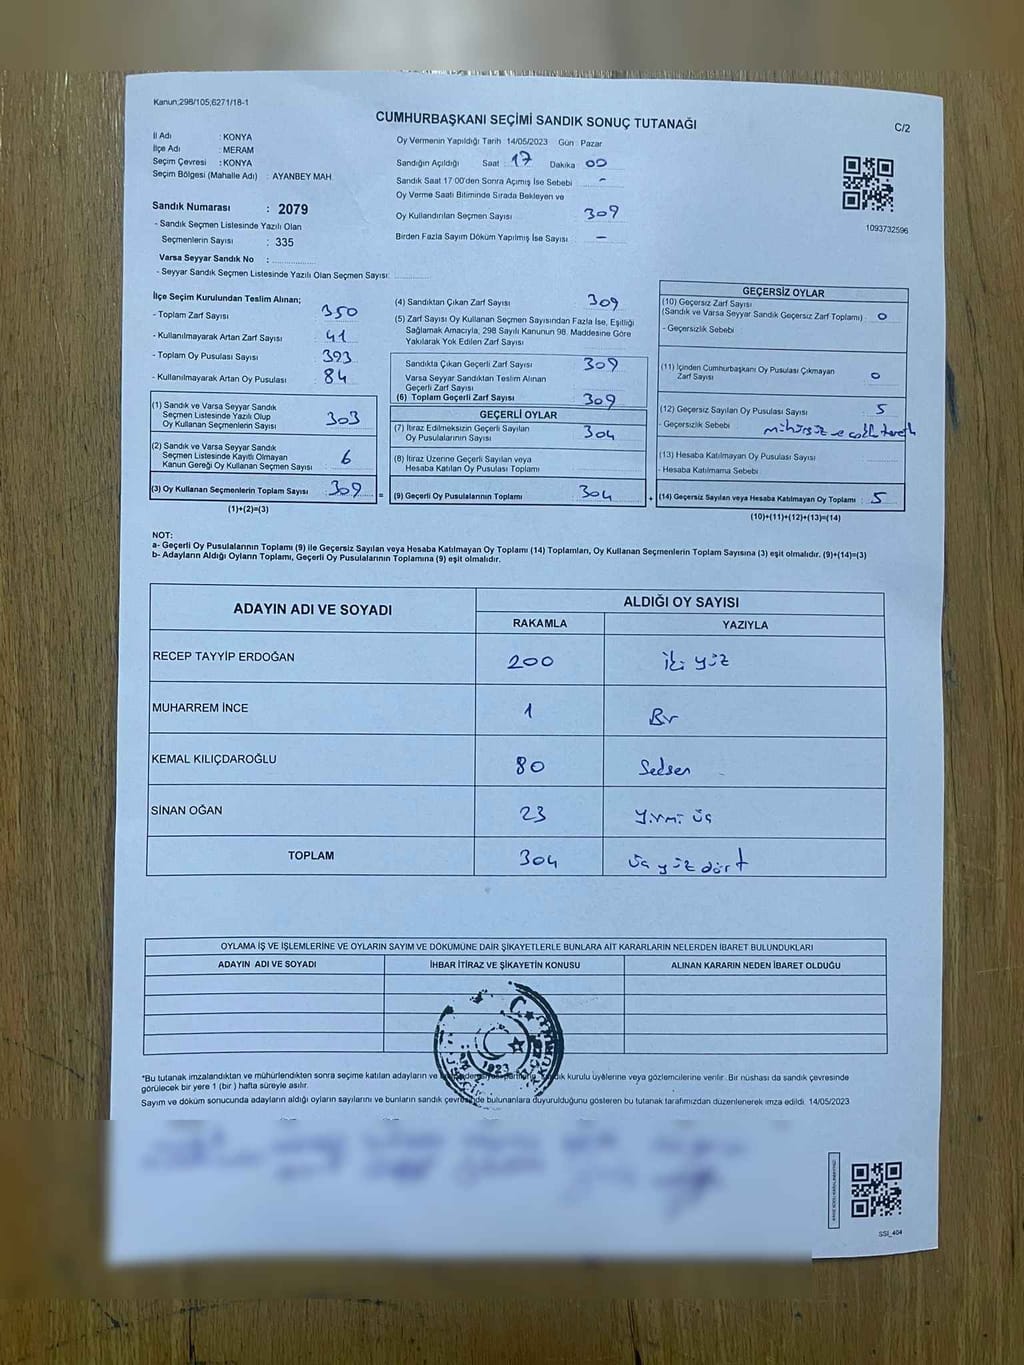 Kanun;298/105;6271/18-1
CUMHURBAŞKANI SEÇİMİ SANDIK SONUÇ TUTANAĞI
C/2
İl Adı : KONYA
İlçe Adı : MERAM
Seçim Çevresi : KONYA
Seçim Bölgesi (Mahalle Adı) : AYANBEY MAH.
Sandık Numarası : 2079
- Sandık Seçmen Listesinde Yazılı Olan
Seçmenlerin Sayısı : 335
Varsa Seyyar Sandık No :
- Seyyar Sandık Seçmen Listesinde Yazılı Olan Seçmen Sayısı:
Oy Vermenin Yapıldığı Tarih 14/05/2023 Gün : Pazar
Sandığın Açıldığı Saat : 17 Dakika : 00
Sandık Saat 17:00'den Sonra Açımış İse Sebebi : -
Oy Verme Saati Bitiminde Sırada Bekleyen ve
Oy Kullandırılan Seçmen Sayısı 309
Birden Fazla Sayım Döküm Yapılmış İse Sayısı : -
1093732596
İlçe Seçim Kurulundan Teslim Alınan;
- Toplam Zarf Sayısı : 350
- Kullanılmayarak Artan Zarf Sayısı : 41
- Toplam Oy Pusulası Sayısı : 393
- Kullanılmayarak Artan Oy Pusulası : 84
(1) Sandık ve Varsa Seyyar Sandık
Seçmen Listesinde Yazılı Olup
Oy Kullanan Seçmenlerin Sayısı : 303
(2) Sandık ve Varsa Seyyar Sandık
Seçmen Listesinde Kayıtlı Olmayan
Kanun Gereği Oy Kullanan Seçmen Sayısı : 6
(3) Oy Kullanan Seçmenlerin Toplam Sayısı : 309 =
(1)+(2)=(3)
(4) Sandıktan Çıkan Zarf Sayısı : 309
(5) Zarf Sayısı Oy Kullanan Seçmen Sayısından Fazla İse, Eşitliği
Sağlamak Amacıyla, 298 Sayılı Kanunun 98. Maddesine Göre
Yakılarak Yok Edilen Zarf Sayısı
Sandıkta Çıkan Geçerli Zarf Sayısı : 309
Varsa Seyyar Sandıktan Teslim Alınan
Geçerli Zarf Sayısı
(6) Toplam Geçerli Zarf Sayısı : 309
GEÇERLİ OYLAR
(7) İtiraz Edilmeksizin Geçerli Sayılan
Oy Pusulalarının Sayısı : 304
(8) İtiraz Üzerine Geçerli Sayılan veya
Hesaba Katılan Oy Pusulası Toplamı
(9) Geçerli Oy Pusulalarının Toplamı : 304 +
GEÇERSİZ OYLAR
(10) Geçersiz Zarf Sayısı
(Sandık ve Varsa Seyyar Sandık Geçersiz Zarf Toplamı) : 0
- Geçersizlik Sebebi
(11) İçinden Cumhurbaşkanı Oy Pusulası Çıkmayan
Zarf Sayısı : 0
(12) Geçersiz Sayılan Oy Pusulası Sayısı : 5
- Geçersizlik Sebebi : mühürsüz ve
(13) Hesaba Katılmayan Oy Pusulası Sayısı :
- Hesaba Katılmama Sebebi
(14) Geçersiz Sayılan veya Hesaba Katılmayan Oy Toplamı : 5
(10)+(11)+(12)+(13)=(14)
NOT:
a- Geçerli Oy Pusulalarının Toplamı (9) ile Geçersiz Sayılan veya Hesaba Katılmayan Oy Toplamı (14) Toplamları, Oy Kullanan Seçmenlerin Toplam Sayısına (3) eşit olmalıdır. (9)+(14)=(3)
b- Adayların Aldığı Oyların Toplamı, Geçerli Oy Pusulalarının Toplamına (9) eşit olmalıdır.
ADAYIN ADI VE SOYADI ALDIĞI OY SAYISI
RAKAMLA YAZIYLA
RECEP TAYYİP ERDOĞAN 200 iki yüz
MUHARREM İNCE 1 Bir
KEMAL KILIÇDAROĞLU 80 Seksen
SİNAN OĞAN 23 yirmi üç
TOPLAM 304 üç yüz dört
OYLAMA İŞ VE İŞLEMLERİNE VE OYLARIN SAYIM VE DÖKÜMÜNE DAİR ŞİKAYETLERLE BUNLARA AİT KARARLARIN NELERDEN İBARET BULUNDUKLARI
ADAYIN ADI VE SOYADI İHBAR İTİRAZ VE ŞİKAYETİN KONUSU ALINAN KARARIN NEDEN İBARET OLDUĞU
1923
*Bu tutanak imzalandıktan ve mühürlendikten sonra seçime katılan adayların ve kurulu üyelerine veya gözlemcilerine verilir. Bir nüshası da sandık çevresinde
görülecek bir yere 1 (bir ) hafta süreyle asılır.
Sayım ve döküm sonucunda adayların aldığı oyların sayılarını ve bunların sandık çevresinde bulunanlara duyurulduğunu gösteren bu tutanak tarafımızdan düzenlenerek imza edildi. 14/05/2023
SSİ_404